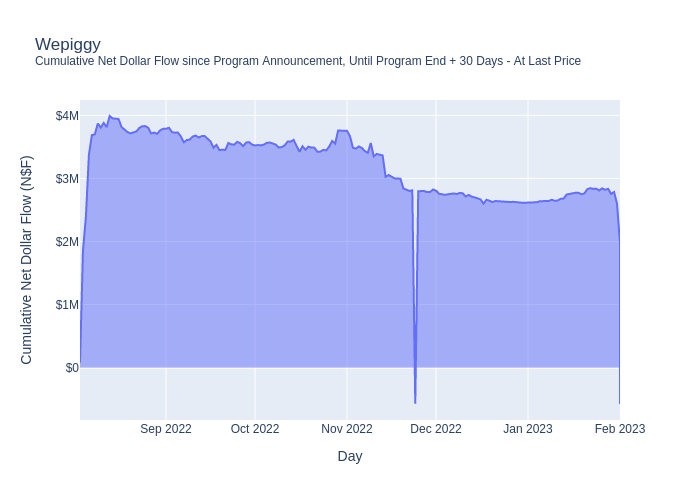 Wepiggy
Cumulative Net Dollar Flow since Program Announcement, Until Program End + 30 Days - At Last Price
Cumulative Net Dollar Flow (N$F)
$4M
$3M
$2M
$1M
$0
Sep 2022
Oct 2022
Nov 2022
Dec 2022
Jan 2023
Feb 2023
Day